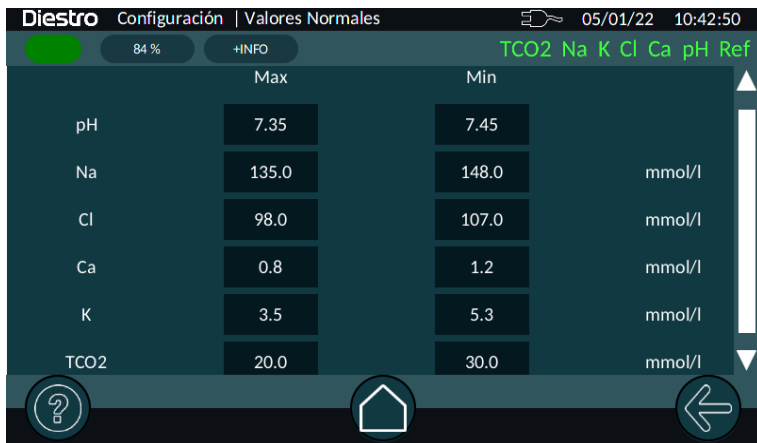 Diestro Configuración | Valores Normales 05/01/22 10:42:50
84 % +INFO TCO2 Na K Cl Ca pH Ref
Max Min
pH 7.35 7.45
Na 135.0 148.0 mmol/l
Cl 98.0 107.0 mmol/l
Ca 0.8 1.2 mmol/l
K 3.5 5.3 mmol/l
TCO2 20.0 30.0 mmol/l
?